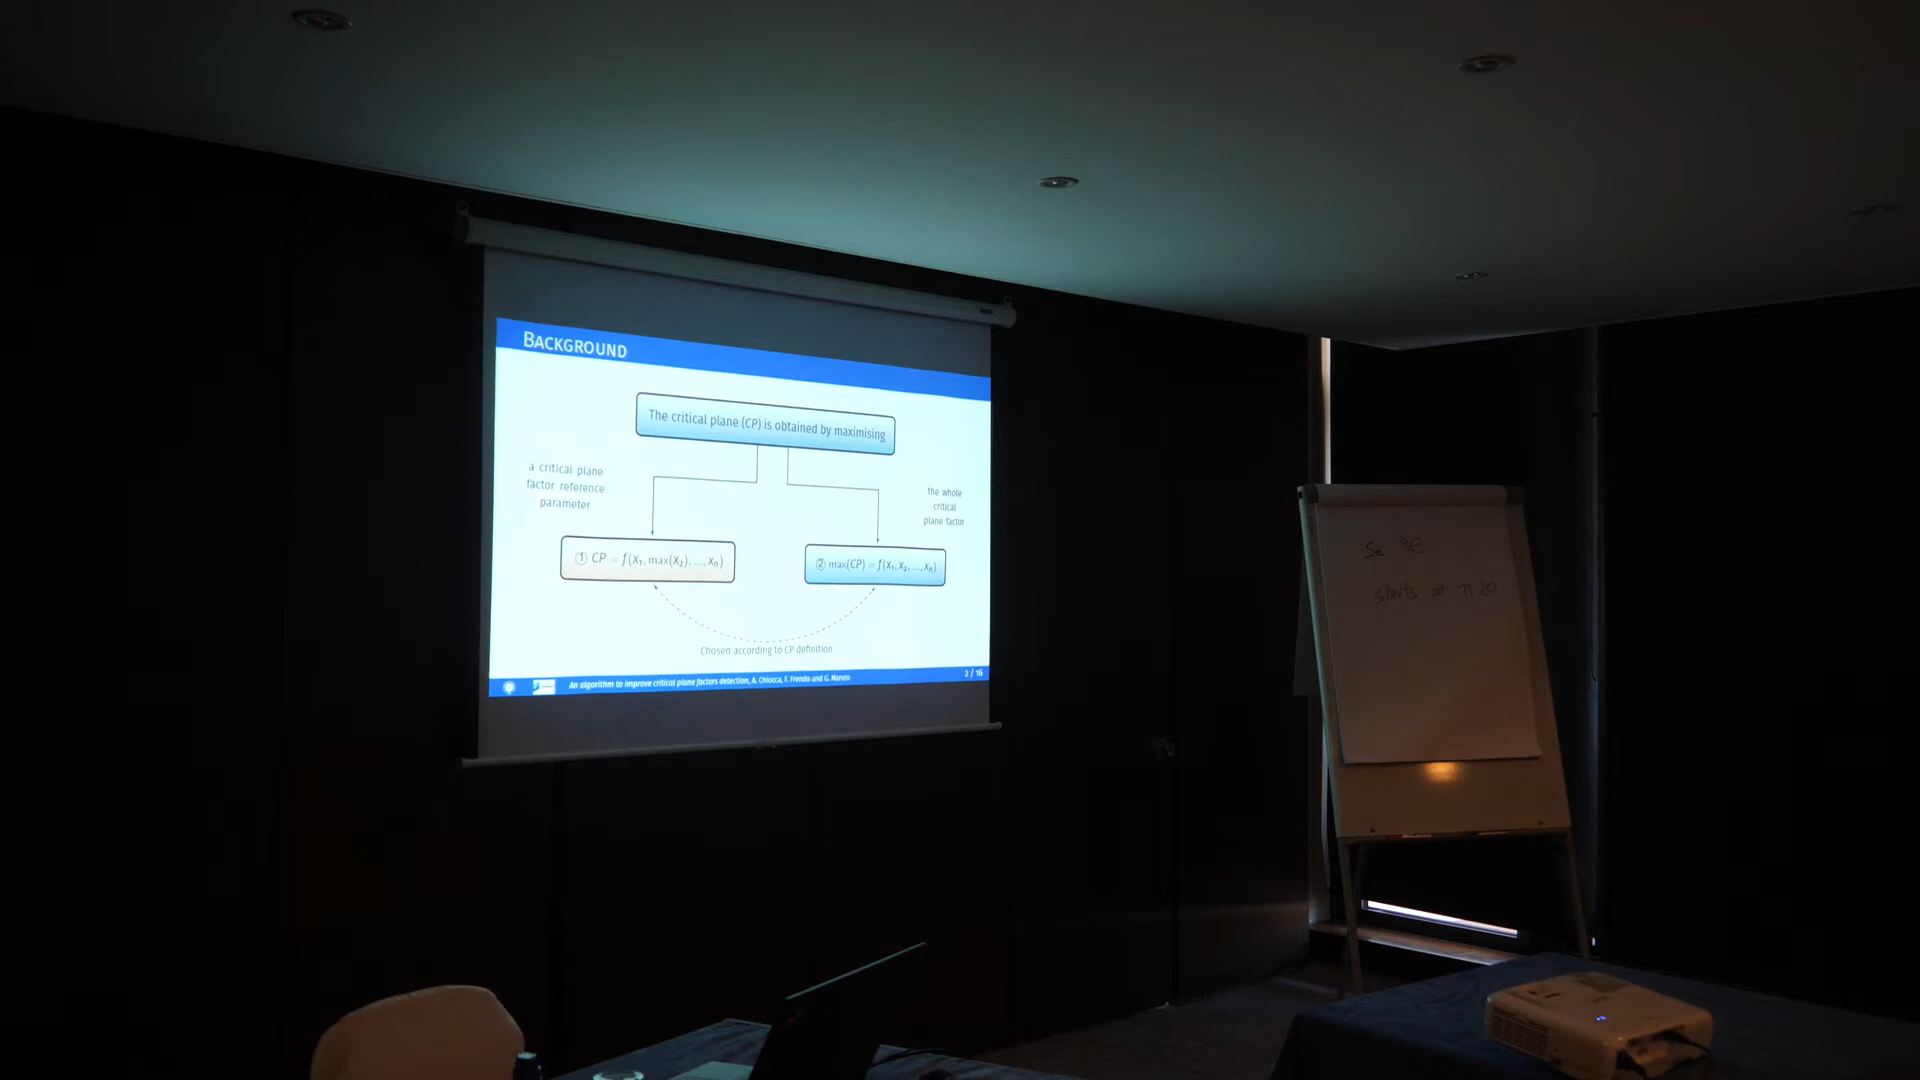 BACKGROUND
The critical plane (CP) is obtained by maximising
a critical plane
factor reference
parameter
the whole
critical
plane factor
① CP = f(x₁, max(x₂), ..., xₙ)
② max(CP) = f(x₁, x₂, ..., xₙ)
Chosen according to CP definition
An algorithm to improve critical plane factors detection, A. Chiocca, F. Frendo and G. Marulo
2 / 16
starts at